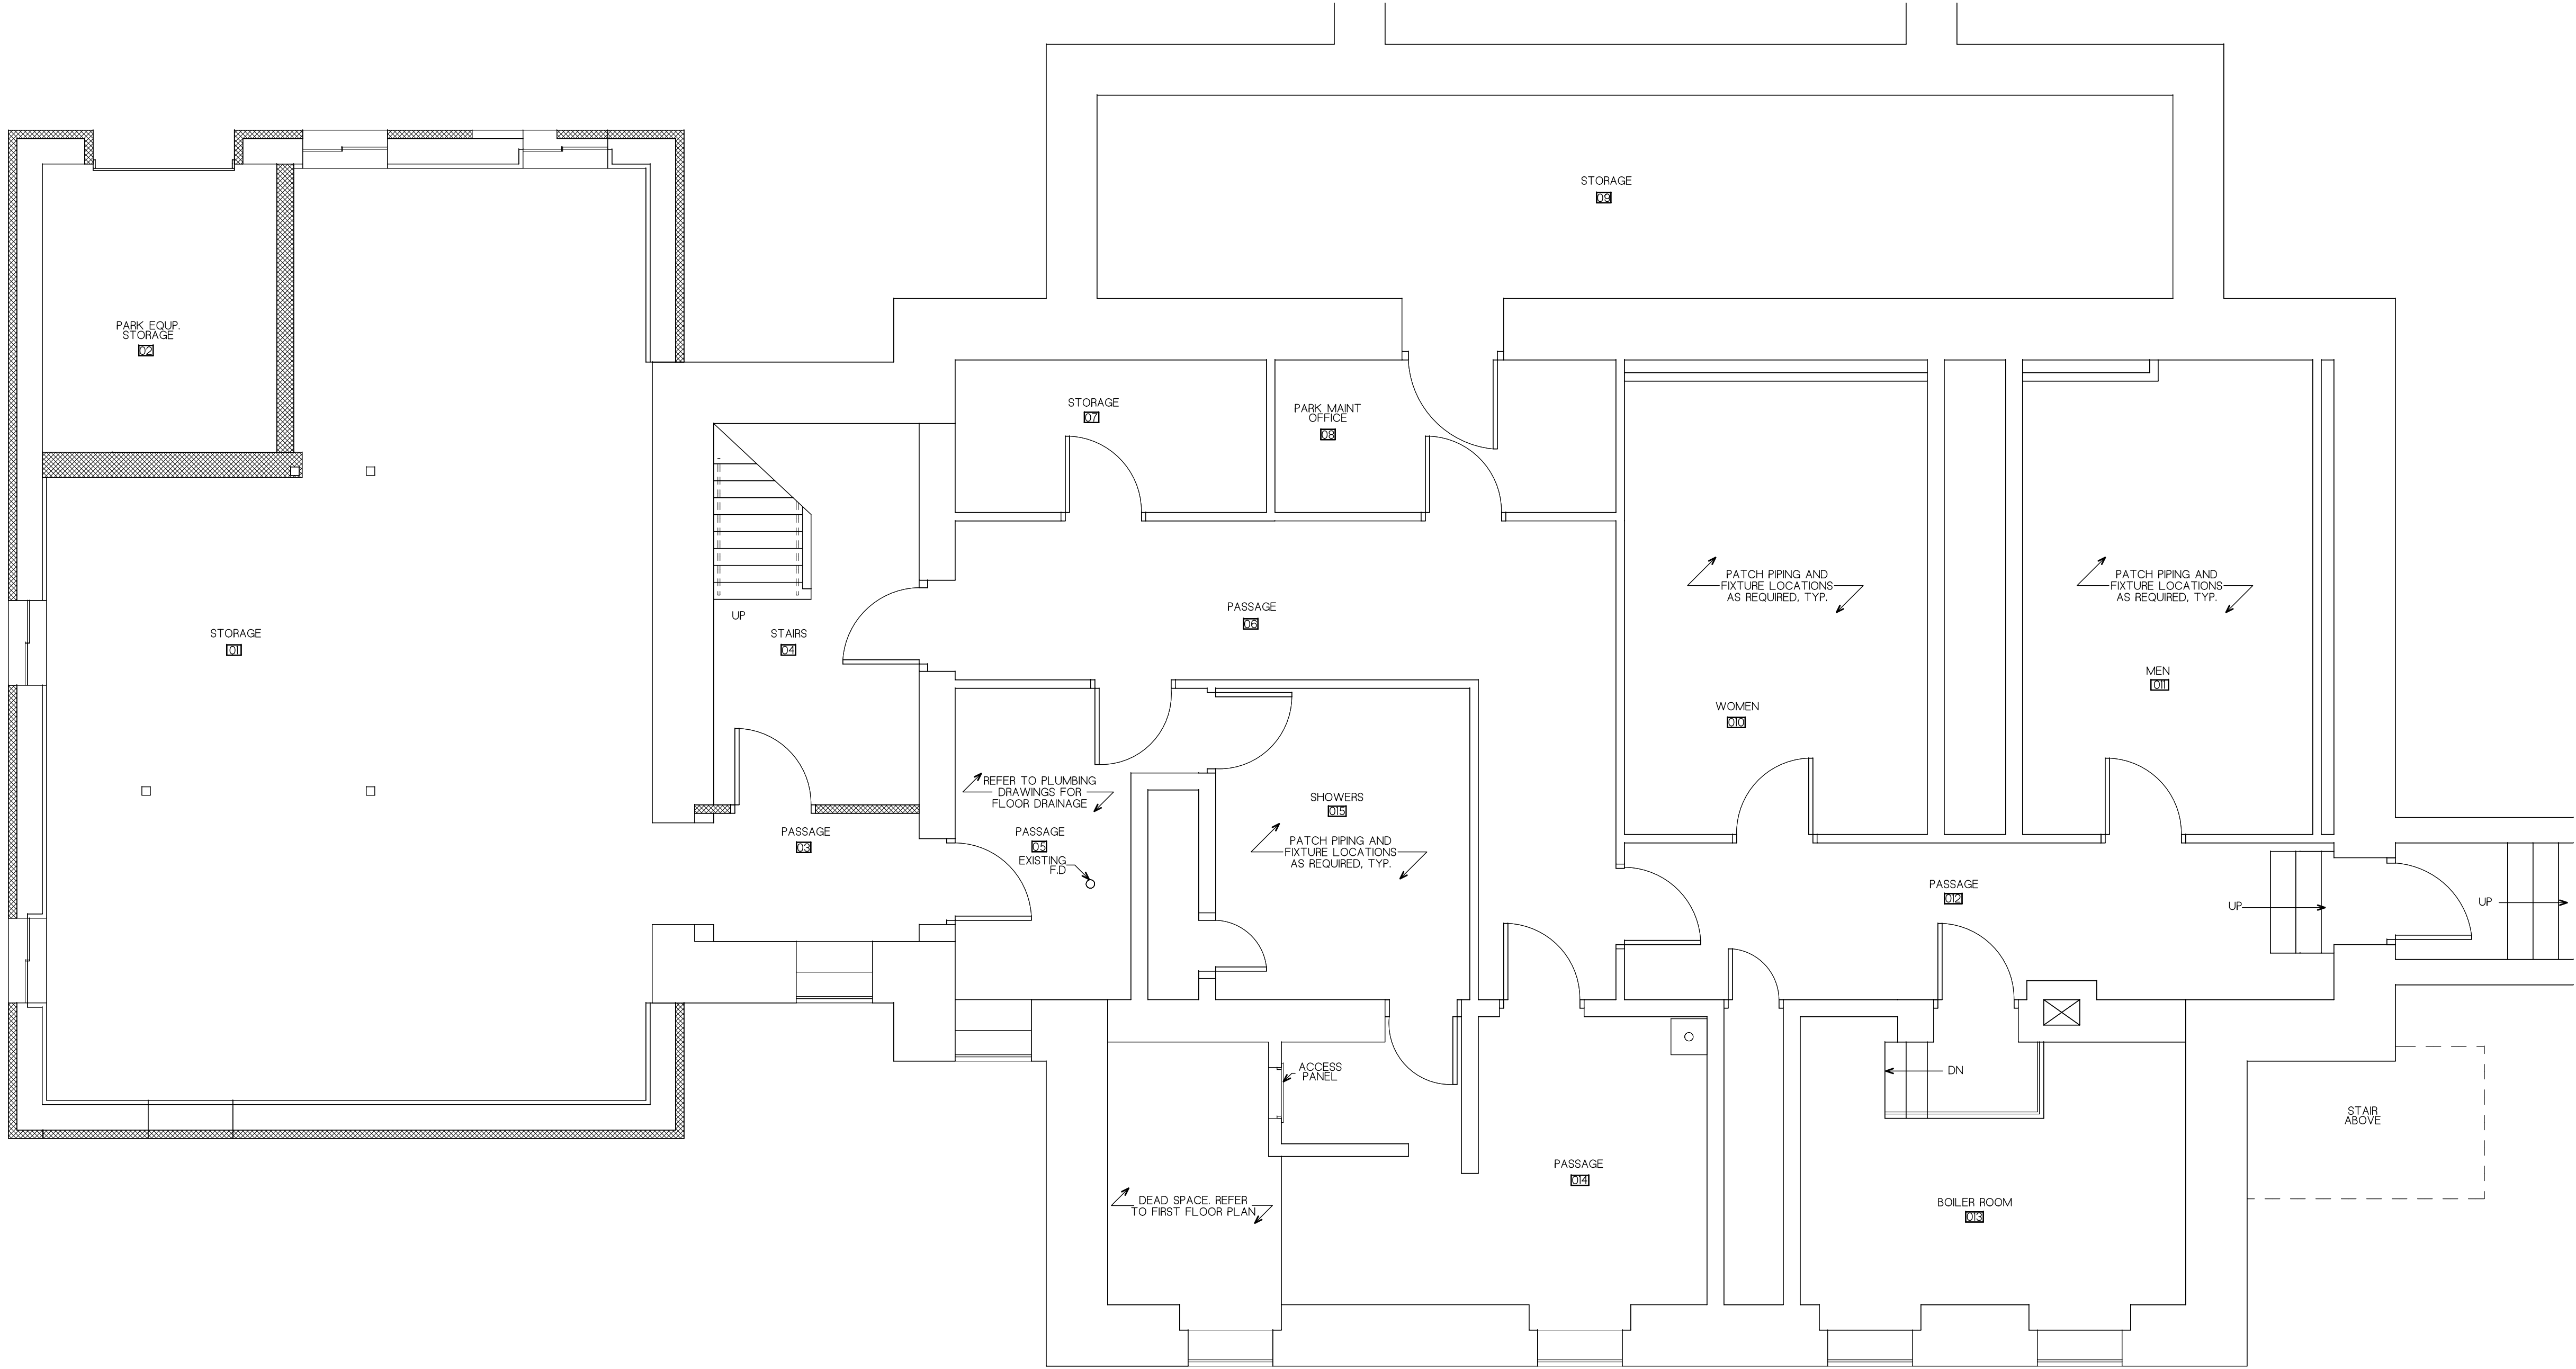 STORAGE
09
PARK EQUP.
STORAGE
02
STORAGE
07
PARK MAINT
OFFICE
08
PATCH PIPING AND
FIXTURE LOCATIONS
AS REQUIRED, TYP.
PATCH PIPING AND
FIXTURE LOCATIONS
AS REQUIRED, TYP.
STORAGE
01
UP
STAIRS
04
PASSAGE
06
WOMEN
010
MEN
011
REFER TO PLUMBING
DRAWINGS FOR
FLOOR DRAINAGE
PASSAGE
03
PASSAGE
05
EXISTING
F.D
SHOWERS
015
PATCH PIPING AND
FIXTURE LOCATIONS
AS REQUIRED, TYP.
PASSAGE
012
UP
UP
ACCESS
PANEL
DN
STAIR
ABOVE
PASSAGE
014
DEAD SPACE. REFER
TO FIRST FLOOR PLAN
BOILER ROOM
013